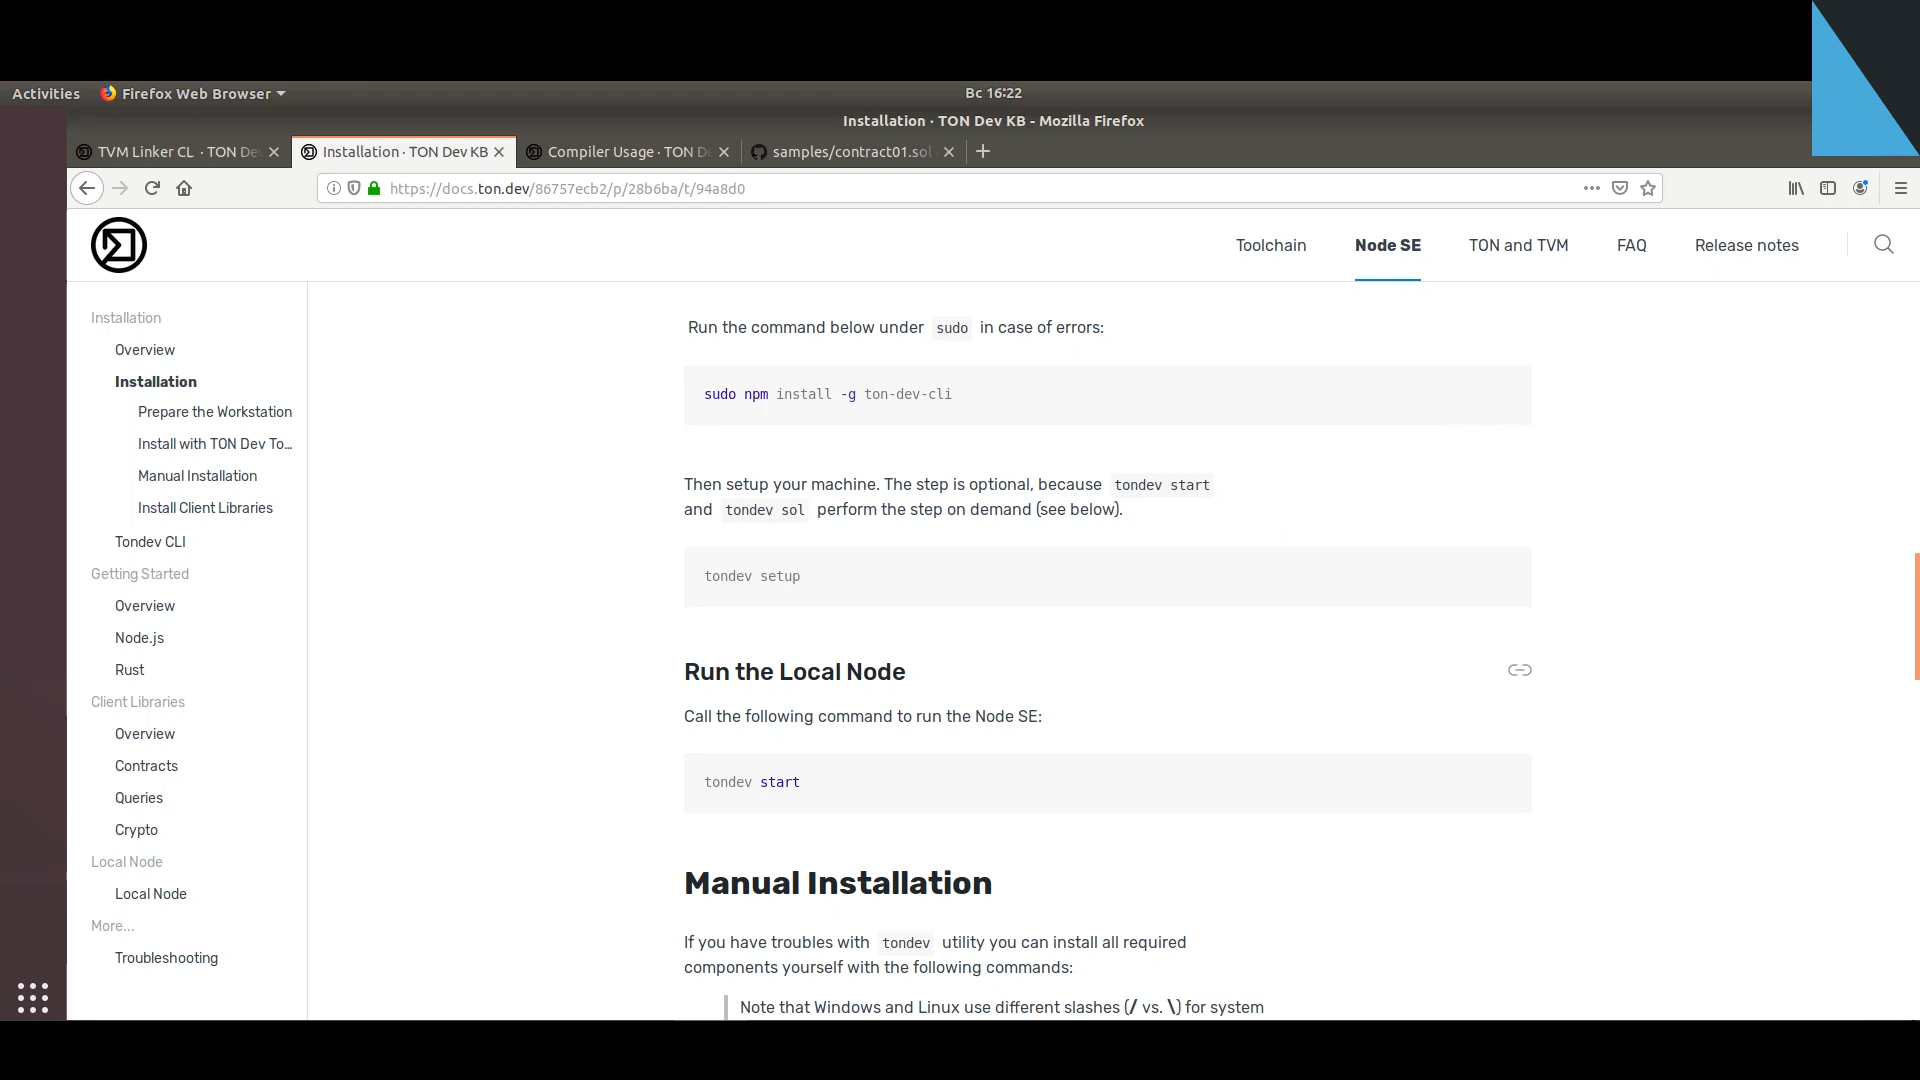 Activities
Firefox Web Browser
Вс 16:22
Installation · TON Dev KB - Mozilla Firefox
TVM Linker CL · TON De
Installation · TON Dev KB
Compiler Usage · TON D
samples/contract01.sol
https://docs.ton.dev/86757ecb2/p/28b6ba/t/94a8d0
Toolchain
Node SE
TON and TVM
FAQ
Release notes
Installation
Overview
Installation
Prepare the Workstation
Install with TON Dev To...
Manual Installation
Install Client Libraries
Tondev CLI
Getting Started
Overview
Node.js
Rust
Client Libraries
Overview
Contracts
Queries
Crypto
Local Node
Local Node
More...
Troubleshooting
Run the command below under sudo in case of errors:
sudo npm install -g ton-dev-cli
Then setup your machine. The step is optional, because tondev start
and tondev sol perform the step on demand (see below).
tondev setup
Run the Local Node
Call the following command to run the Node SE:
tondev start
Manual Installation
If you have troubles with tondev utility you can install all required
components yourself with the following commands:
Note that Windows and Linux use different slashes (/ vs. \) for system